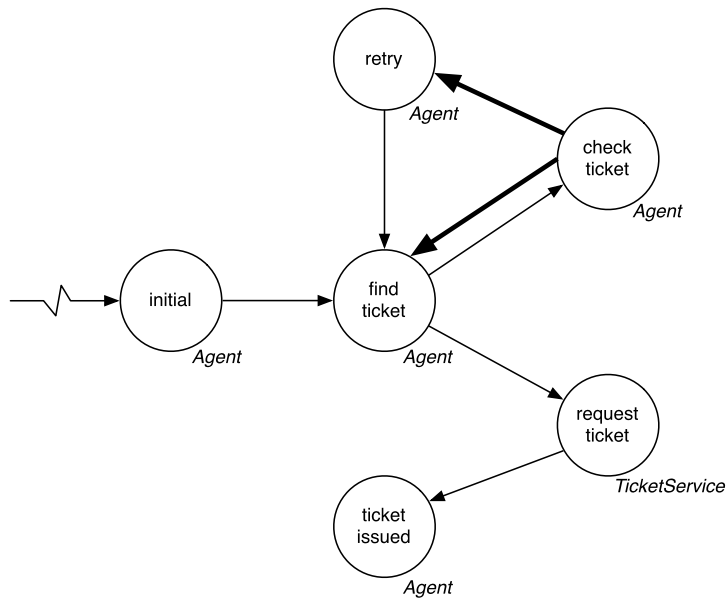 retry
Agent
check
ticket
Agent
initial
Agent
find
ticket
Agent
request
ticket
TicketService
ticket
issued
Agent